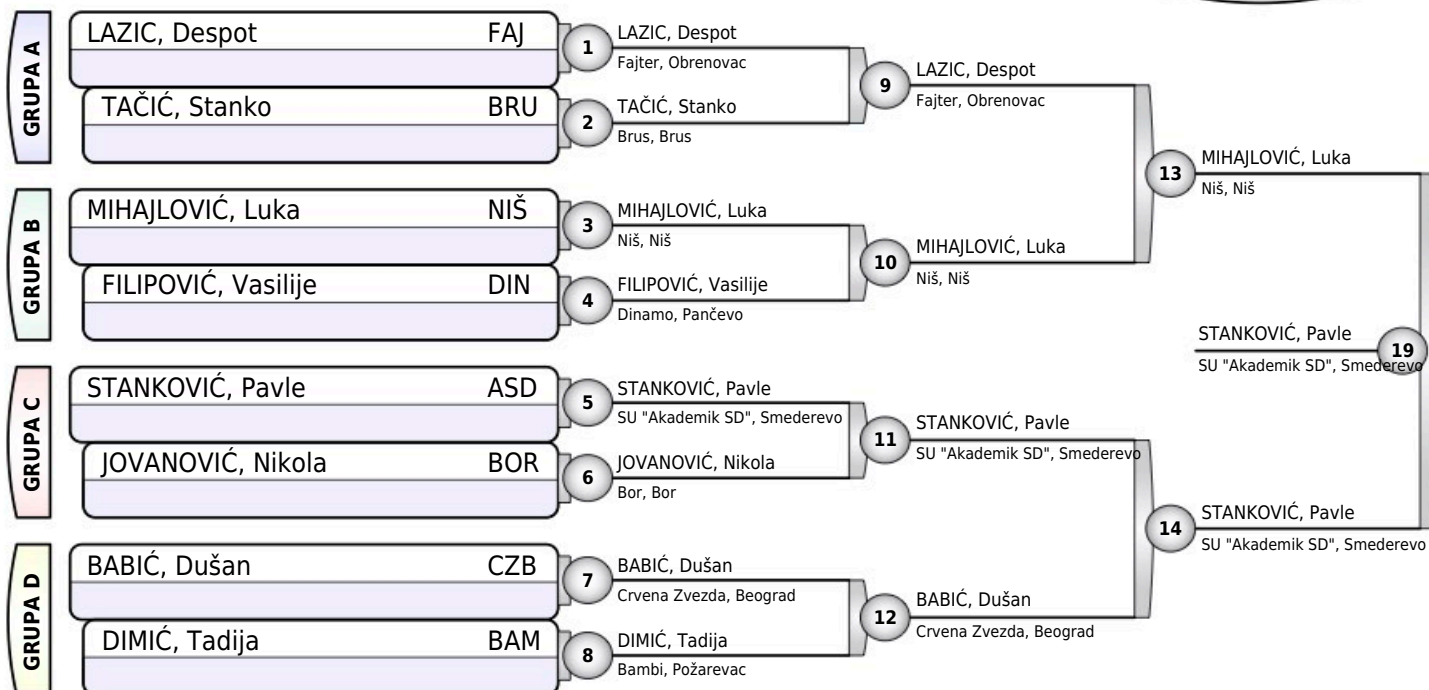 GRUPA A
LAZIC, Despot FAJ
TAČIĆ, Stanko BRU
1
LAZIC, Despot
Fajter, Obrenovac
2
TAČIĆ, Stanko
Brus, Brus
9
LAZIC, Despot
Fajter, Obrenovac
GRUPA B
MIHAJLOVIĆ, Luka NIŠ
FILIPOVIĆ, Vasilije DIN
3
MIHAJLOVIĆ, Luka
Niš, Niš
4
FILIPOVIĆ, Vasilije
Dinamo, Pančevo
10
MIHAJLOVIĆ, Luka
Niš, Niš
13
MIHAJLOVIĆ, Luka
Niš, Niš
GRUPA C
STANKOVIĆ, Pavle ASD
JOVANOVIĆ, Nikola BOR
5
STANKOVIĆ, Pavle
SU "Akademik SD", Smederevo
6
JOVANOVIĆ, Nikola
Bor, Bor
11
STANKOVIĆ, Pavle
SU "Akademik SD", Smederevo
GRUPA D
BABIĆ, Dušan CZB
DIMIĆ, Tadija BAM
7
BABIĆ, Dušan
Crvena Zvezda, Beograd
8
DIMIĆ, Tadija
Bambi, Požarevac
12
BABIĆ, Dušan
Crvena Zvezda, Beograd
14
STANKOVIĆ, Pavle
SU "Akademik SD", Smederevo
STANKOVIĆ, Pavle
SU "Akademik SD", Smederevo
19